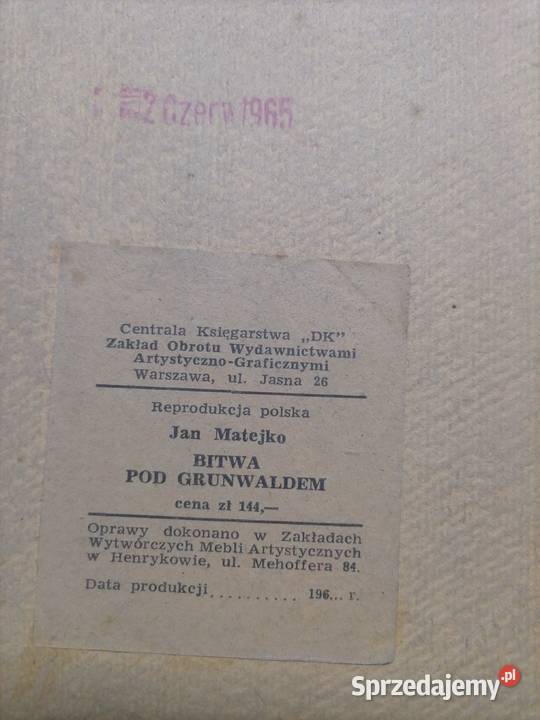 2 Czerw 1965
Centrala Księgarstwa „DK”
Zakład Obrotu Wydawnictwami
Artystyczno-Graficznymi
Warszawa, ul. Jasna 26
Reprodukcja polska
Jan Matejko
BITWA
POD GRUNWALDEM
cena zł 144,—
Oprawy dokonano w Zakładach
Wytwórczych Mebli Artystycznych
w Henrykowie, ul. Mehoffera 84.
Data produkcji.......... 196... r.
Sprzedajemy.pl